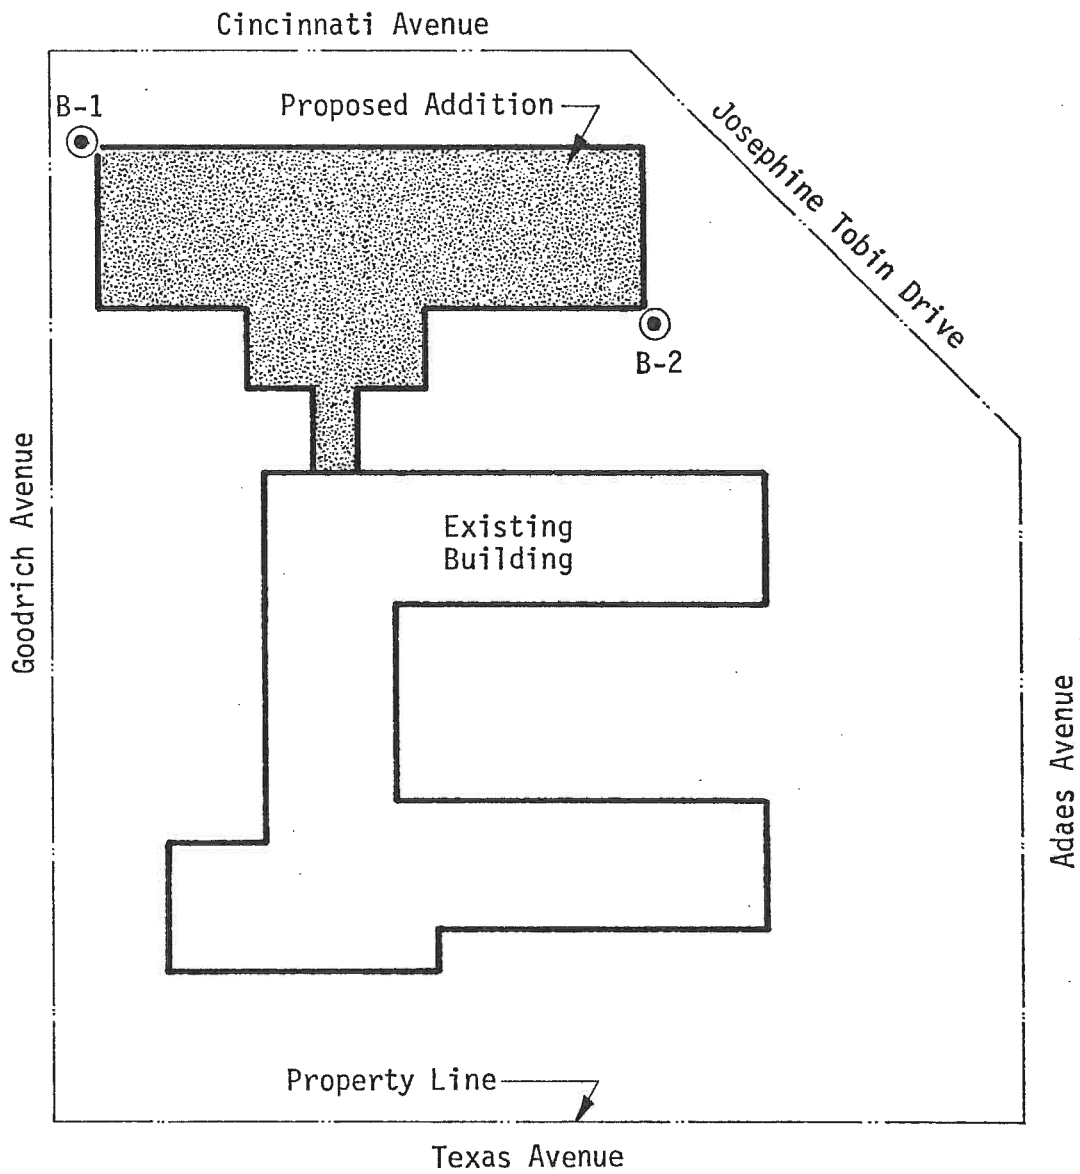 Cincinnati Avenue
B-1
Proposed Addition
Josephine Tobin Drive
B-2
Goodrich Avenue
Existing
Building
Adaes Avenue
Property Line
Texas Avenue